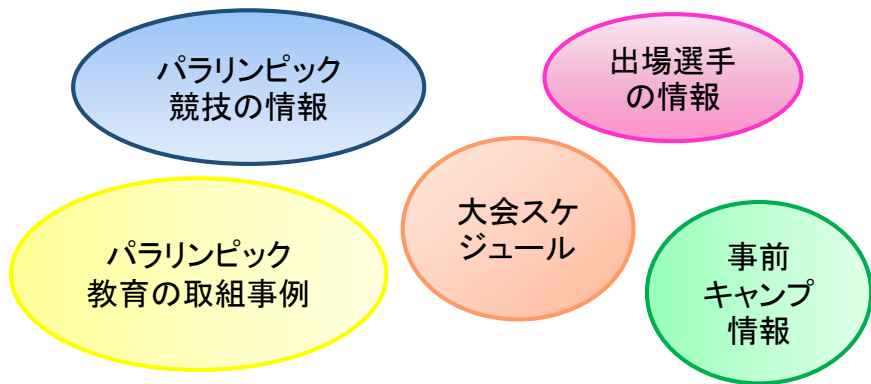 パラリンピック
競技の情報
出場選手
の情報
大会スケ
ジュール
パラリンピック
教育の取組事例
事前
キャンプ
情報